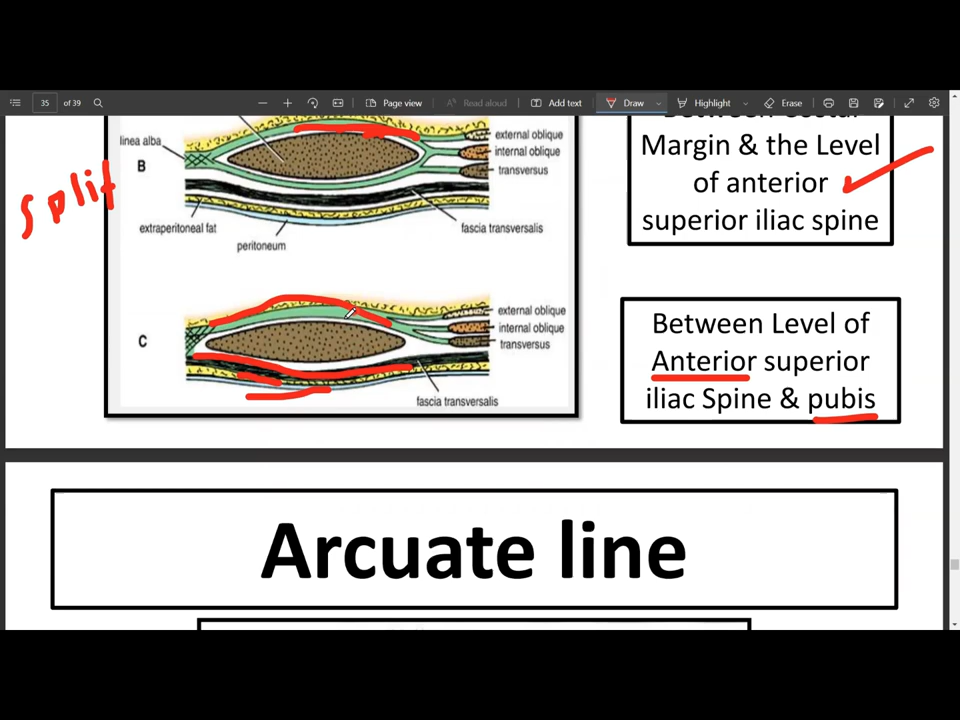 35 of 39
Page view
Read aloud
Add text
Draw
Highlight
Erase
linea alba
B
external oblique
internal oblique
transversus
extraperitoneal fat
fascia transversalis
peritoneum
split
Margin & the Level
of anterior
superior iliac spine
C
external oblique
internal oblique
transversus
fascia transversalis
Between Level of
Anterior superior
iliac Spine & pubis
Arcuate line